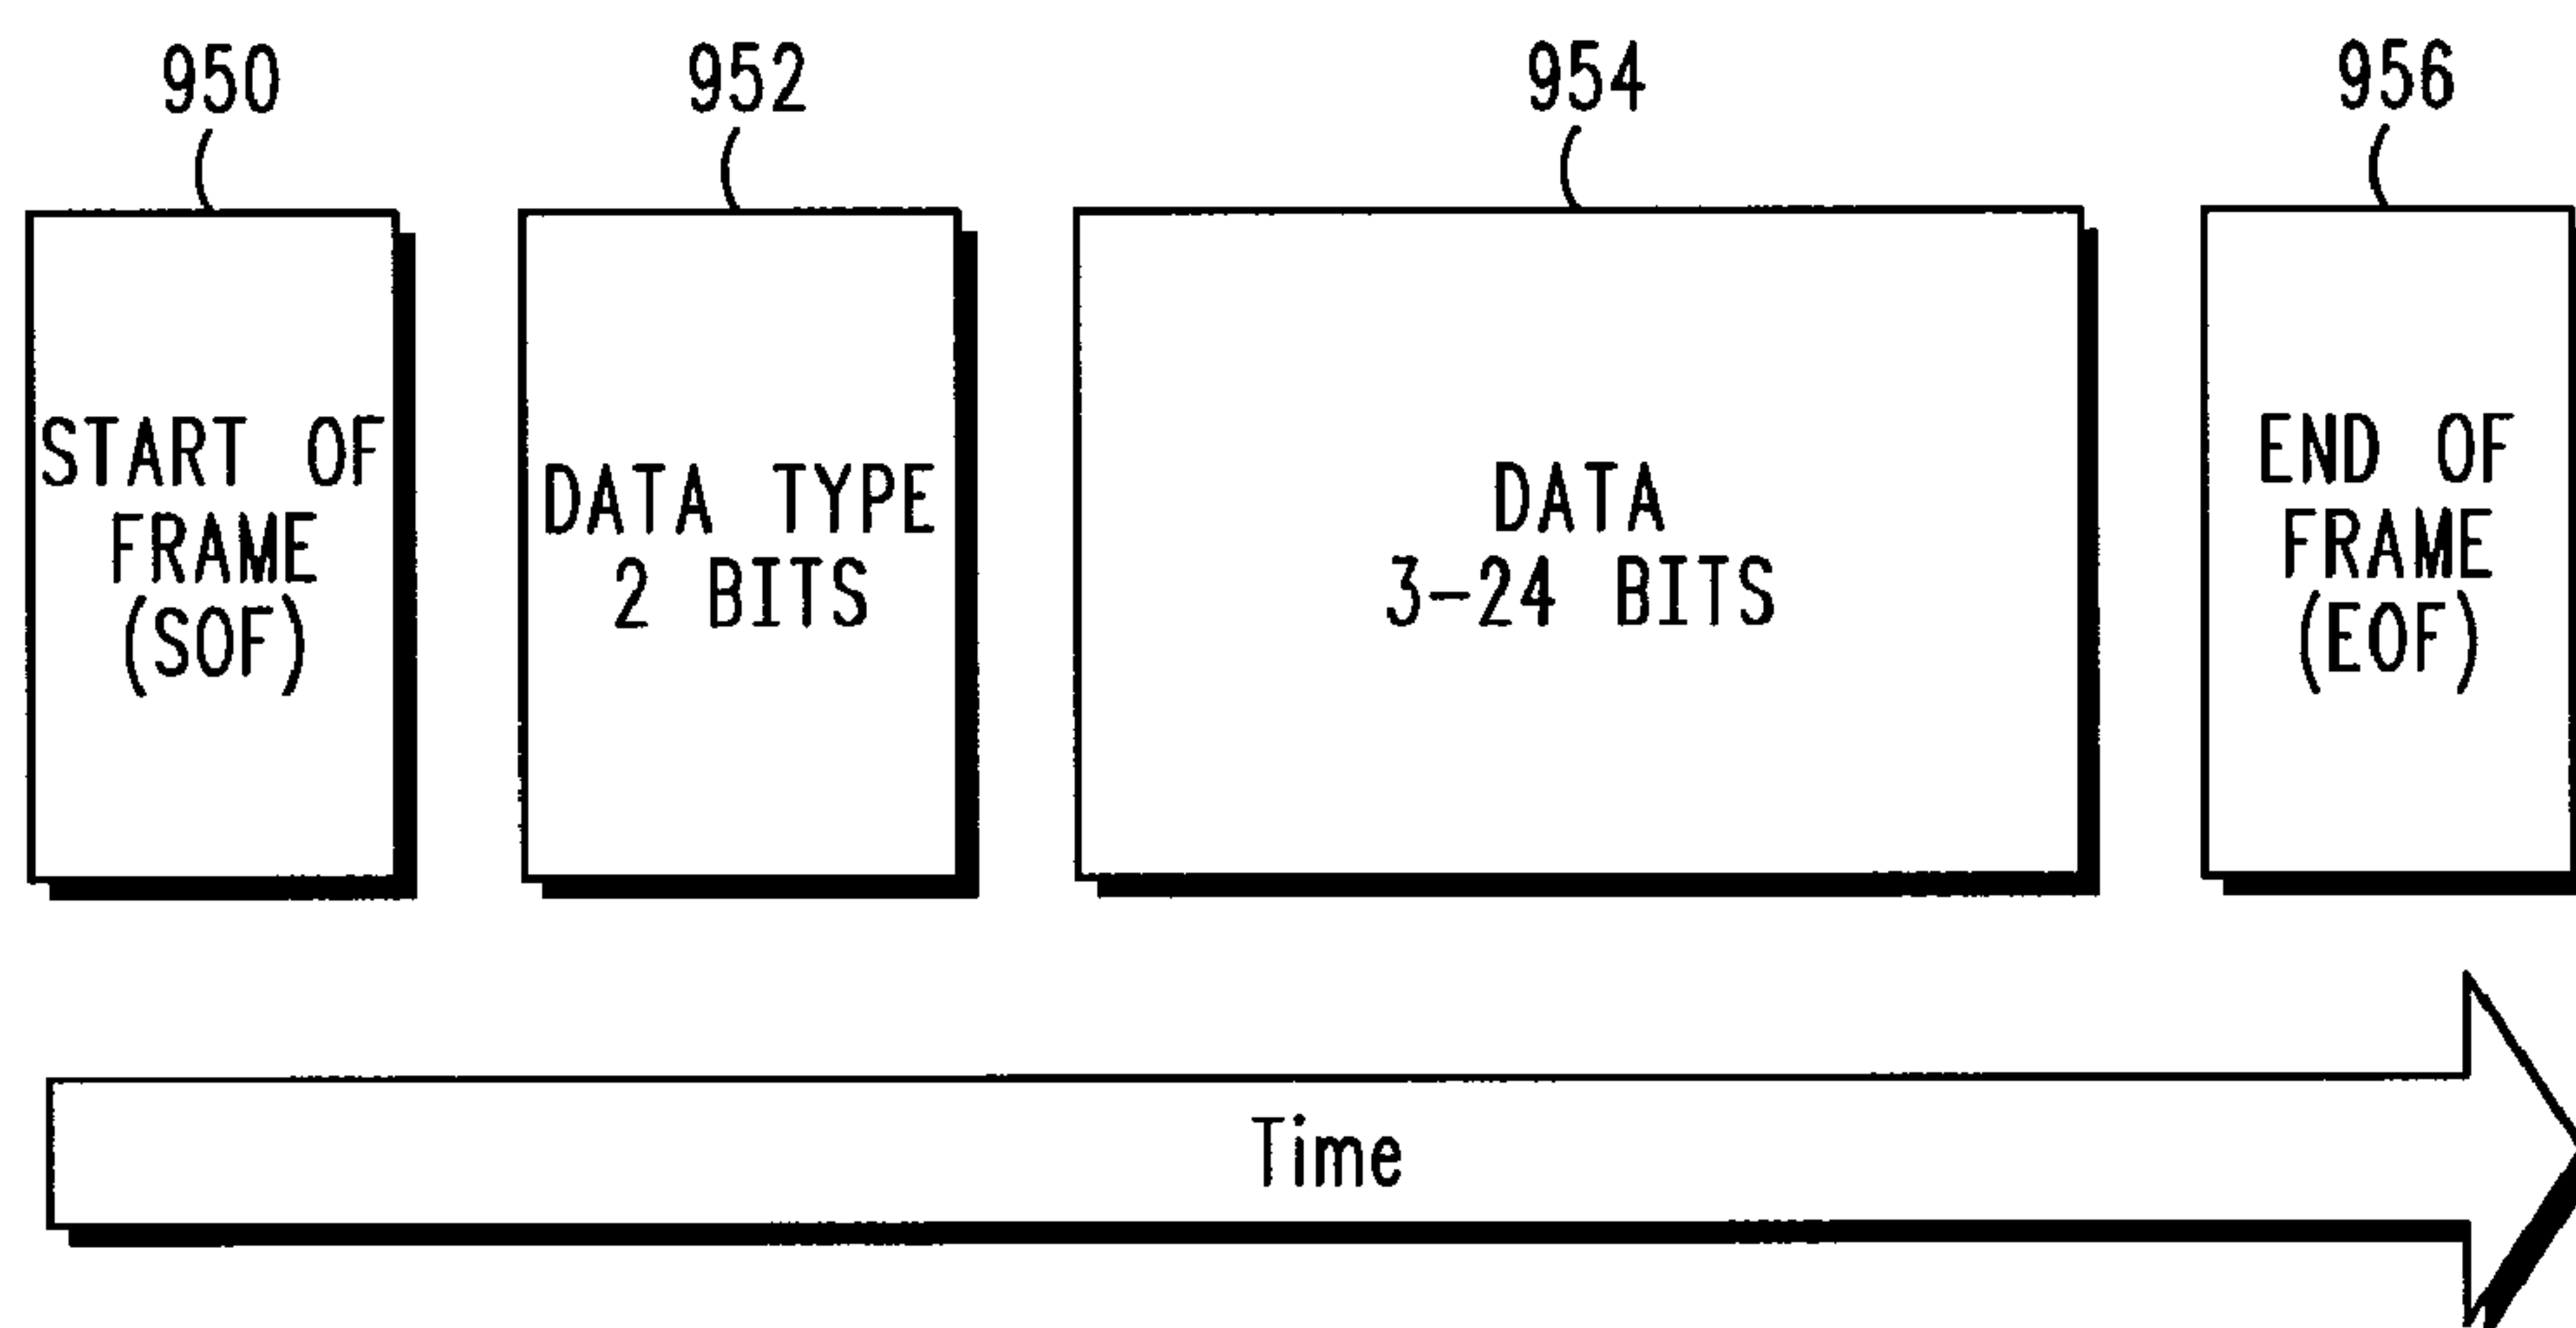 950
952
954
956
START OF
FRAME
(SOF)
DATA TYPE
2 BITS
DATA
3-24 BITS
END OF
FRAME
(EOF)
Time